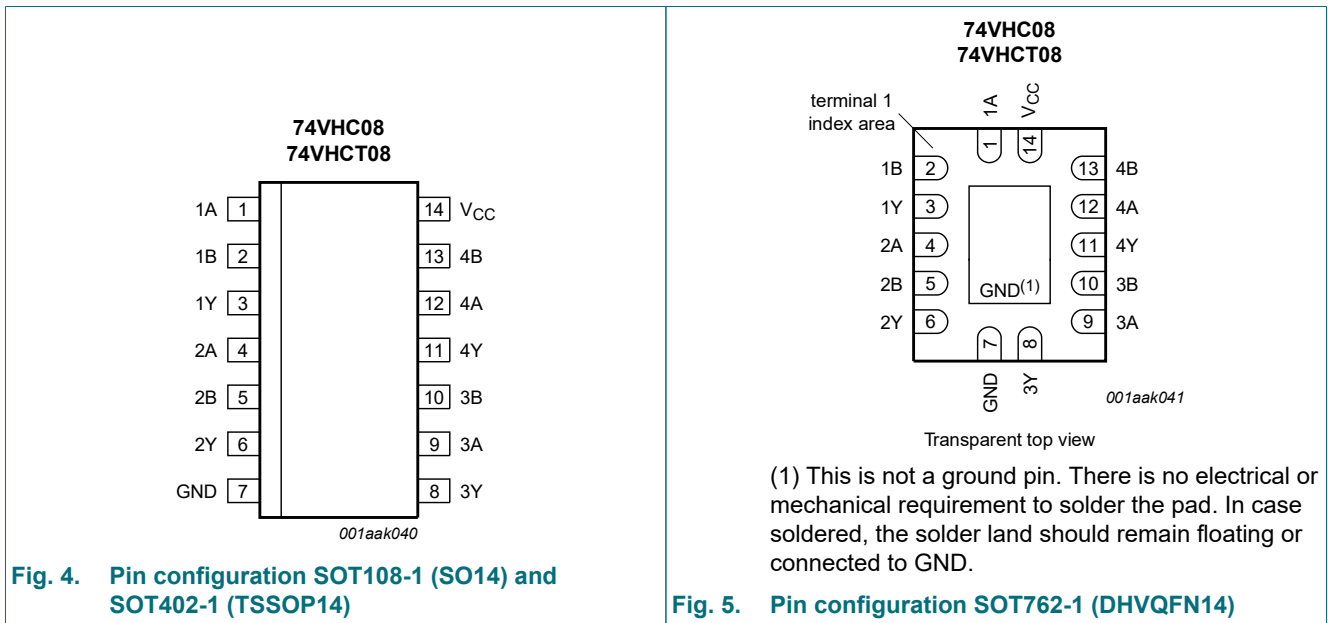 74VHC08
74VHCT08
1A 1 14 VCC
1B 2 13 4B
1Y 3 12 4A
2A 4 11 4Y
2B 5 10 3B
2Y 6 9 3A
GND 7 8 3Y
001aak040
Fig. 4. Pin configuration SOT108-1 (SO14) and
SOT402-1 (TSSOP14)
74VHC08
74VHCT08
terminal 1
index area
1A VCC
1 14
1B 2 13 4B
1Y 3 12 4A
2A 4 11 4Y
2B 5 10 3B
GND(1)
2Y 6 9 3A
7 8
GND 3Y
001aak041
Transparent top view
(1) This is not a ground pin. There is no electrical or
mechanical requirement to solder the pad. In case
soldered, the solder land should remain floating or
connected to GND.
Fig. 5. Pin configuration SOT762-1 (DHVQFN14)